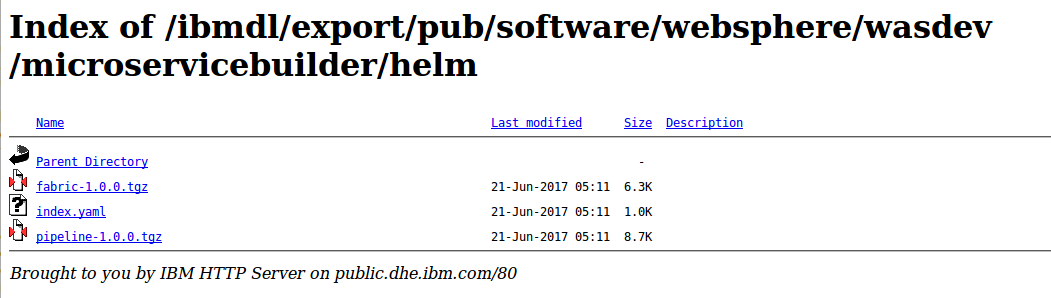 Index of /ibmdl/export/pub/software/websphere/wasdev
/microservicebuilder/helm
Name Last modified Size Description
Parent Directory -
fabric-1.0.0.tgz 21-Jun-2017 05:11 6.3K
index.yaml 21-Jun-2017 05:11 1.0K
pipeline-1.0.0.tgz 21-Jun-2017 05:11 8.7K
Brought to you by IBM HTTP Server on public.dhe.ibm.com/80